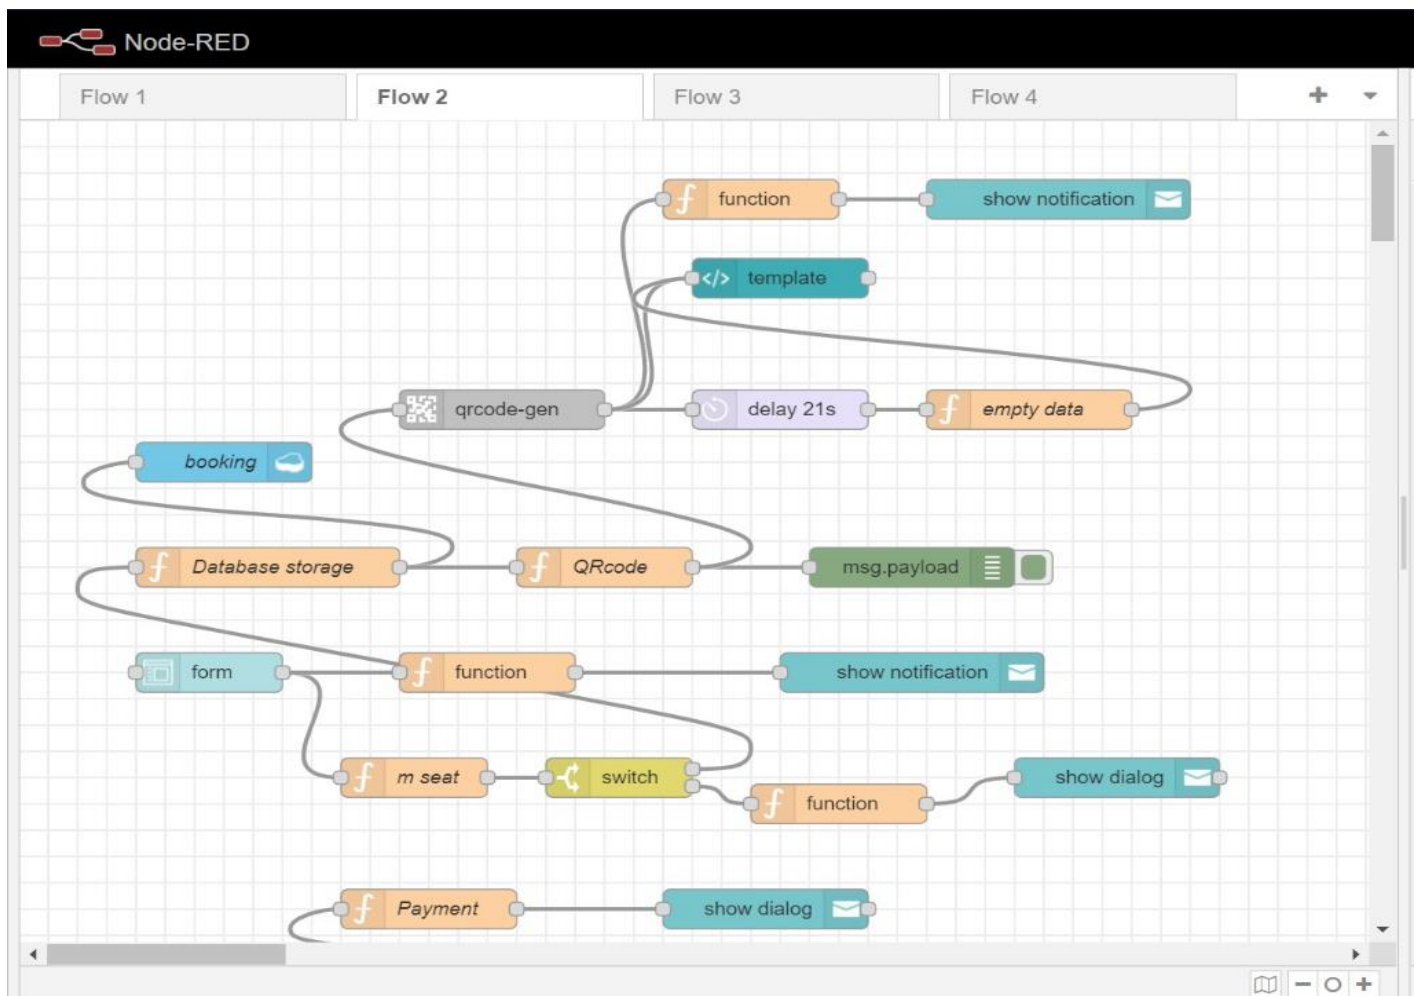 Node-RED
Flow 1 Flow 2 Flow 3 Flow 4
function show notification
</> template
qrcode-gen delay 21s empty data
booking
Database storage QRcode msg.payload
form function show notification
m seat switch show dialog
function
Payment show dialog